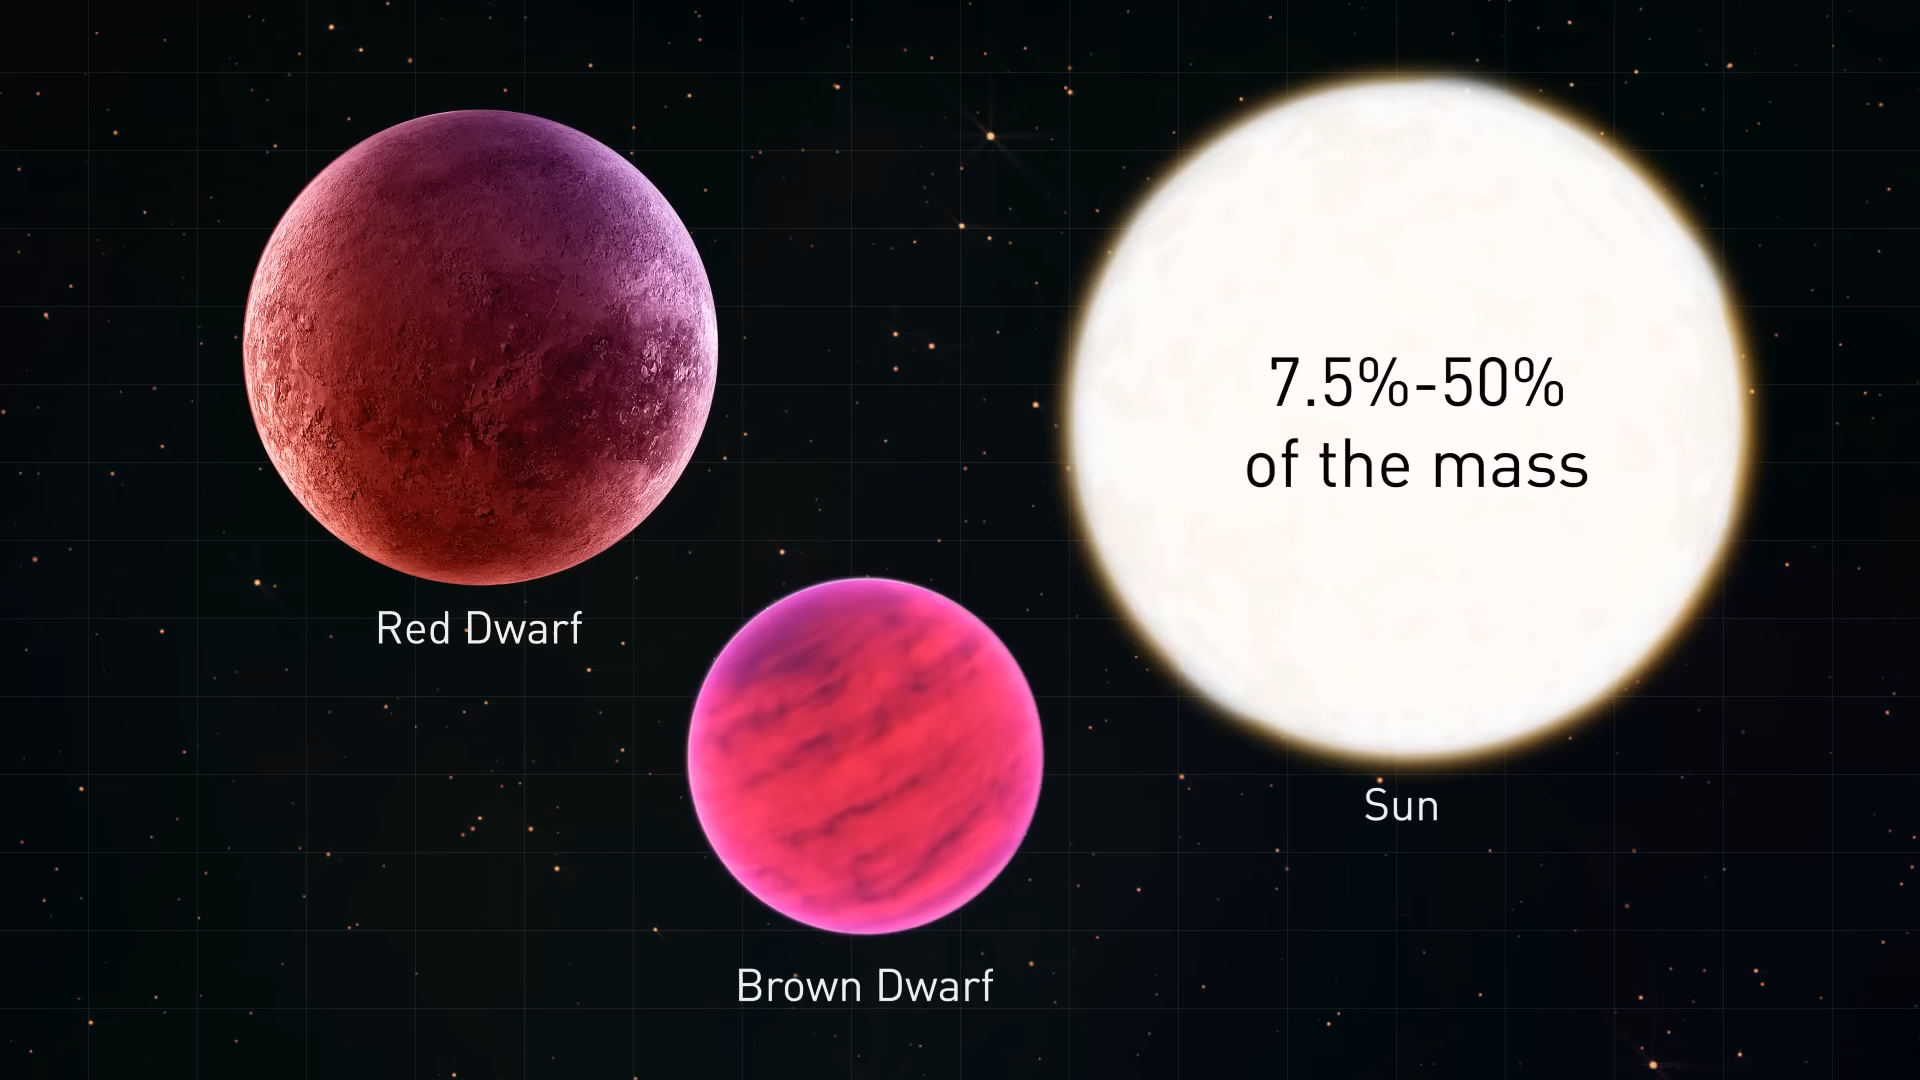 7.5%-50%
of the mass
Red Dwarf
Sun
Brown Dwarf